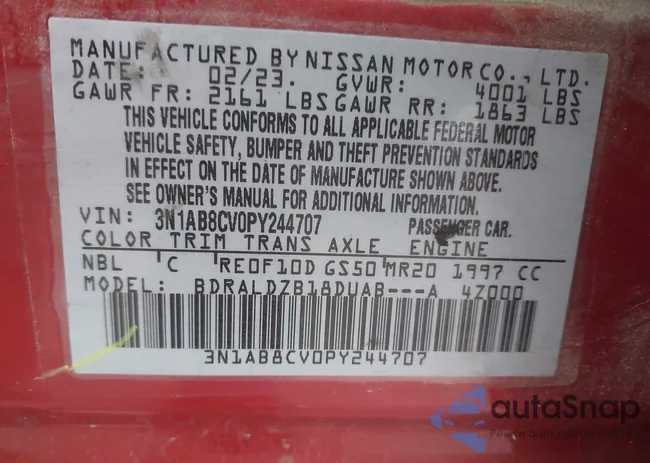 MANUFACTURED BY NISSAN MOTOR CO., LTD.
DATE: 02/23. GVWR: 4001 LBS
GAWR FR: 2161 LBS GAWR RR: 1863 LBS
THIS VEHICLE CONFORMS TO ALL APPLICABLE FEDERAL MOTOR
VEHICLE SAFETY, BUMPER AND THEFT PREVENTION STANDARDS
IN EFFECT ON THE DATE OF MANUFACTURE SHOWN ABOVE.
SEE OWNER'S MANUAL FOR ADDITIONAL INFORMATION.
VIN: 3N1AB8CV0PY244707 PASSENGER CAR.
COLOR TRIM TRANS AXLE ENGINE
NBL C RE0F10D GS50 MR20 1997 CC
MODEL: BDRALDZB18DUAB---A 4Z000
3N1AB8CV0PY244707
autoSnap